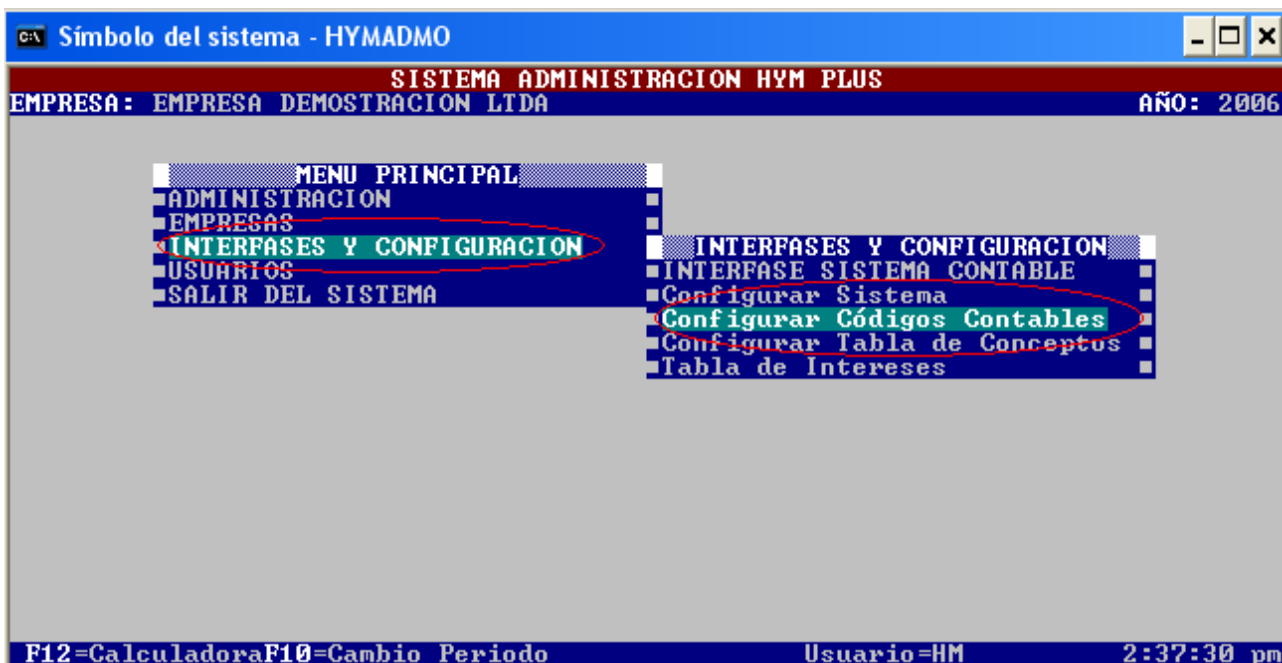 C:\ Símbolo del sistema - HYMADMO
SISTEMA ADMINISTRACION HYM PLUS
EMPRESA: EMPRESA DEMOSTRACION LTDA AÑO: 2006
MENU PRINCIPAL
ADMINISTRACION
EMPRESAS
INTERFASES Y CONFIGURACION
USUARIOS
SALIR DEL SISTEMA
INTERFASES Y CONFIGURACION
INTERFASE SISTEMA CONTABLE
Configurar Sistema
Configurar Códigos Contables
Configurar Tabla de Conceptos
Tabla de Intereses
F12=CalculadoraF10=Cambio Periodo Usuario=HM 2:37:30 pm